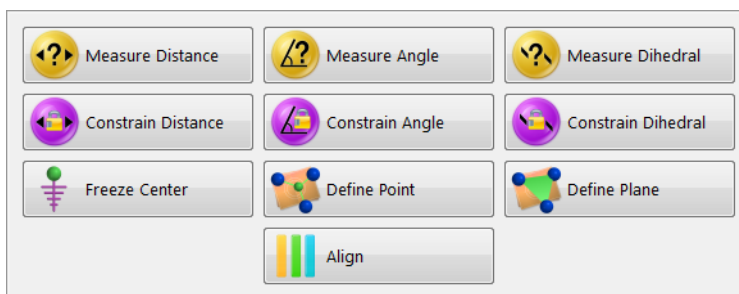 Measure Distance
Measure Angle
Measure Dihedral
Constrain Distance
Constrain Angle
Constrain Dihedral
Freeze Center
Define Point
Define Plane
Align